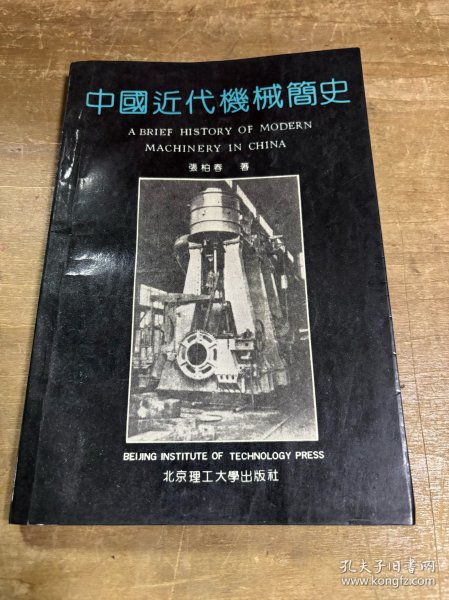 中國近代機械簡史
A BRIEF HISTORY OF MODERN
MACHINERY IN CHINA
張柏春 著
BEIJING INSTITUTE OF TECHNOLOGY PRESS
北京理工大學出版社
孔夫子旧书网
www.kongfz.com